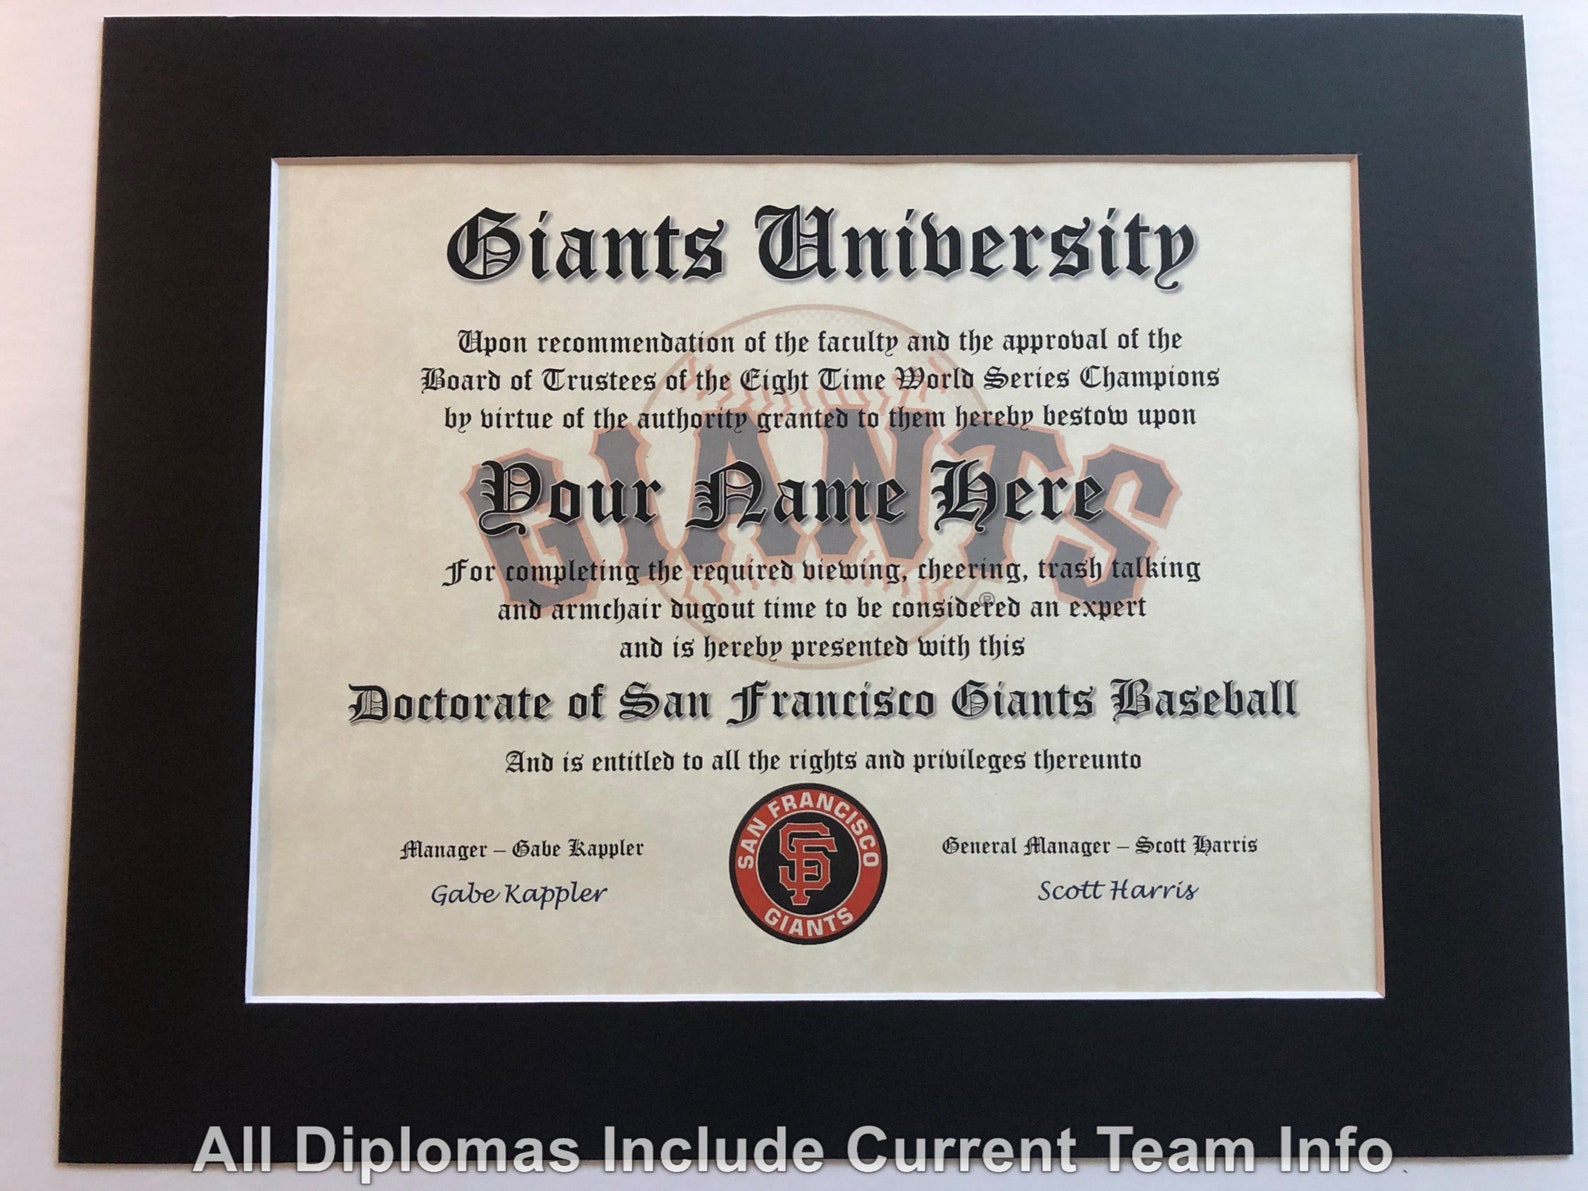 Giants University
Upon recommendation of the faculty and the approval of the
Board of Trustees of the Eight Time World Series Champions
by virtue of the authority granted to them hereby bestow upon
GIANTS
®
Your Name Here
For completing the required viewing, cheering, trash talking
and armchair dugout time to be considered an expert
and is hereby presented with this
Doctorate of San Francisco Giants Baseball
And is entitled to all the rights and privileges thereunto
Manager – Gabe Kappler
Gabe Kappler
SAN FRANCISCO
SF
GIANTS
General Manager – Scott Harris
Scott Harris
All Diplomas Include Current Team Info